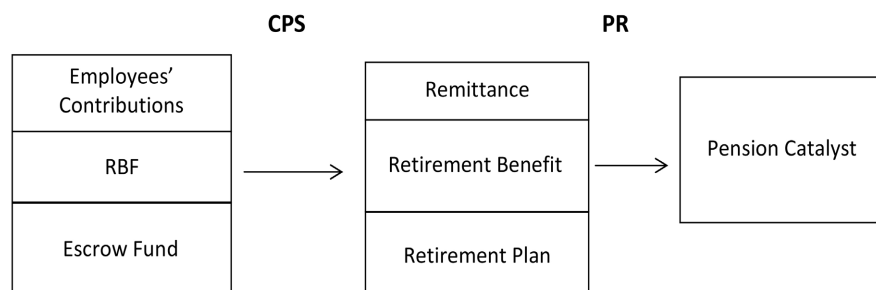 CPS
PR
Employees'
Contributions
RBF
Escrow Fund
Remittance
Retirement Benefit
Retirement Plan
Pension Catalyst